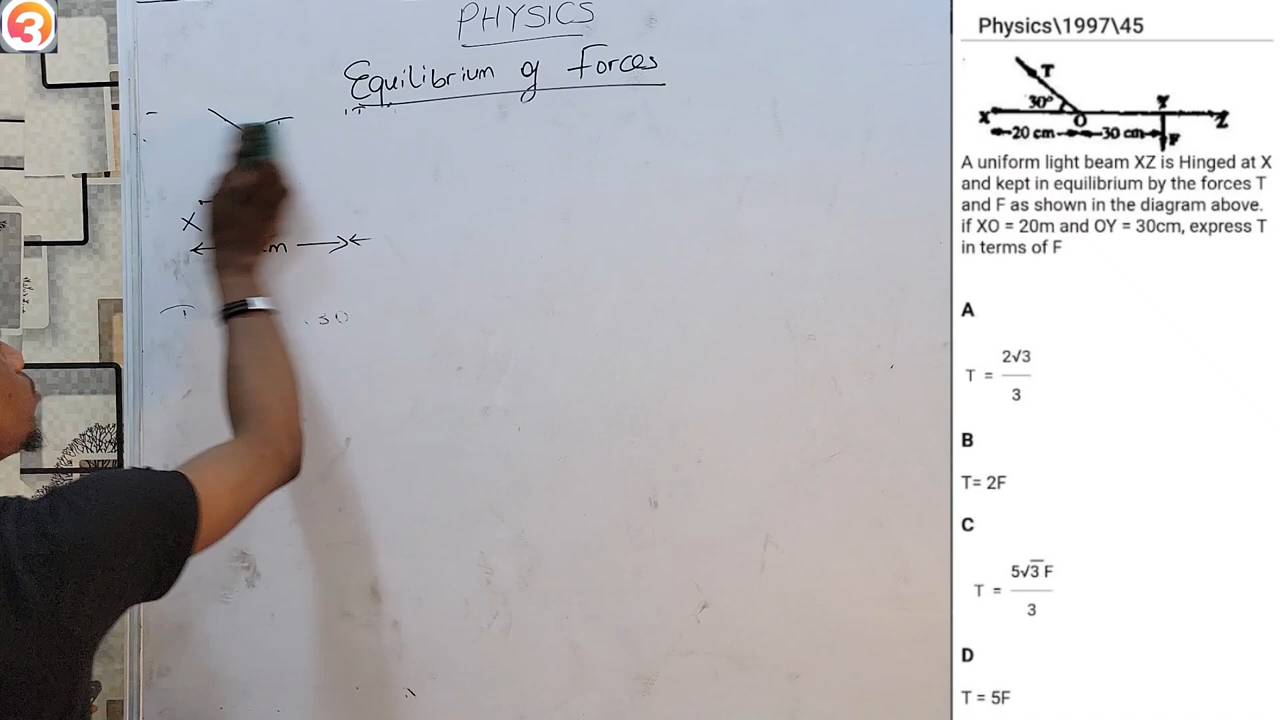 3
PHYSICS
Equilibrium of Forces
X
m
30
Physics\1997\45
T
30°
X
O
Y
Z
20 cm
30 cm
F
A uniform light beam XZ is Hinged at X
and kept in equilibrium by the forces T
and F as shown in the diagram above.
if XO = 20m and OY = 30cm, express T
in terms of F
A
T = 2√3
3
B
T= 2F
C
T = 5√3 F
3
D
T = 5F